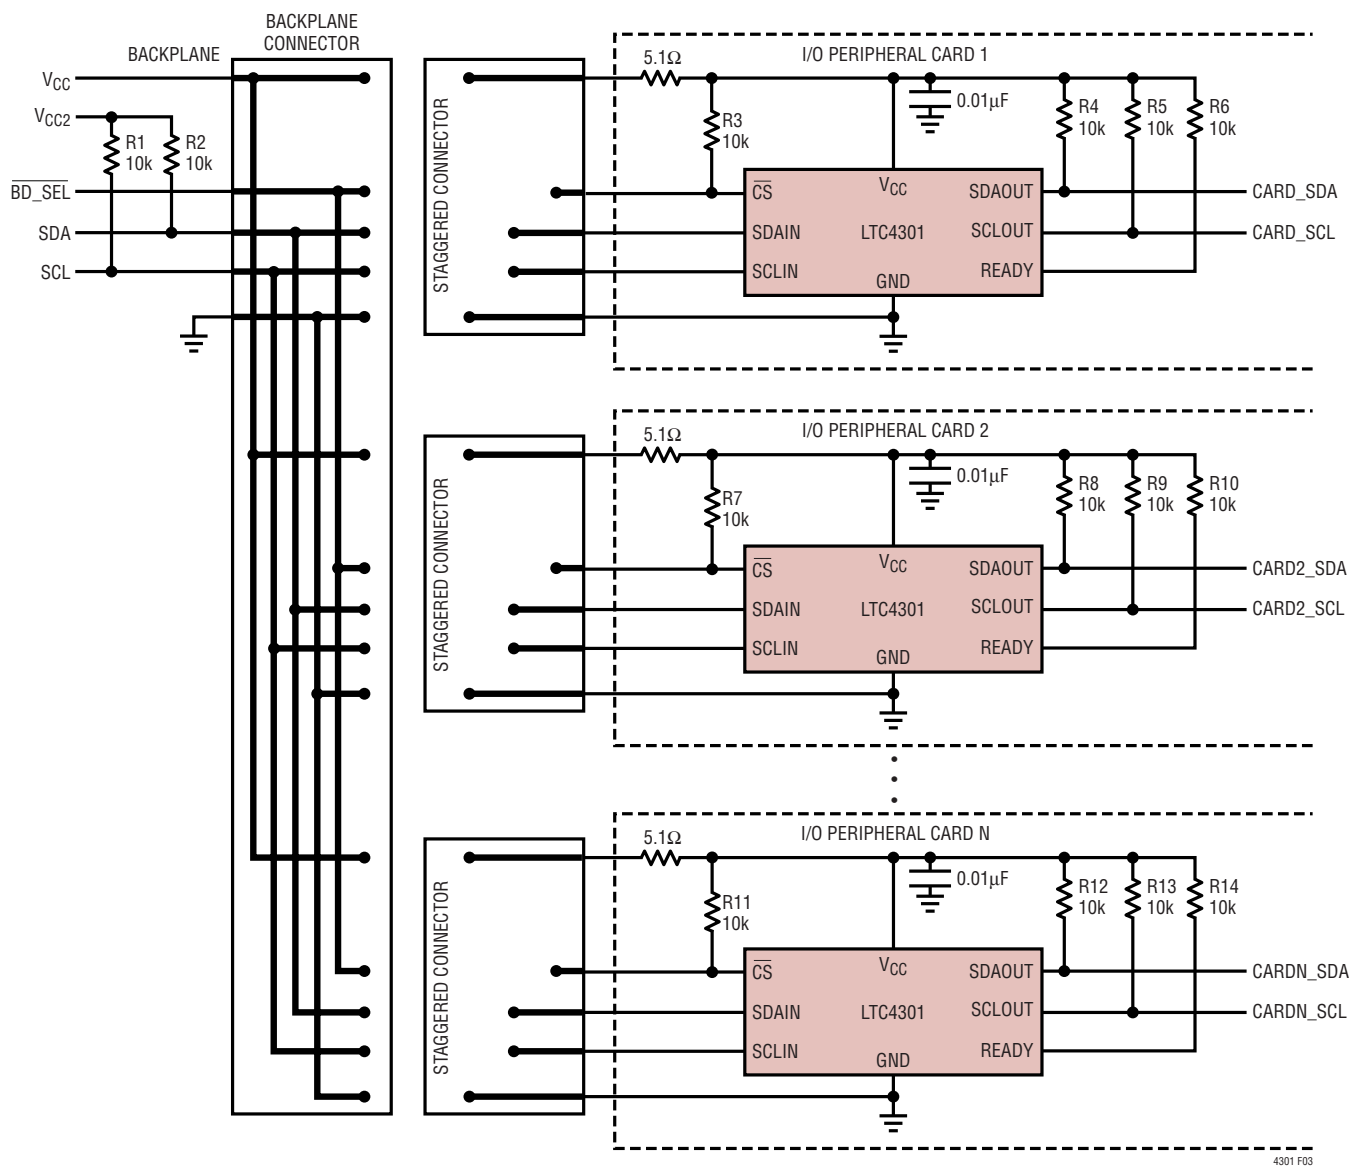 BACKPLANE
CONNECTOR
BACKPLANE
VCC
VCC2
R1
10k
R2
10k
BD_SEL
SDA
SCL
STAGGERED CONNECTOR
I/O PERIPHERAL CARD 1
5.1Ω
R3
10k
0.01µF
R4
10k
R5
10k
R6
10k
CS
VCC
SDAOUT
SDAIN
LTC4301
SCLOUT
SCLIN
GND
READY
CARD_SDA
CARD_SCL
STAGGERED CONNECTOR
I/O PERIPHERAL CARD 2
5.1Ω
R7
10k
0.01µF
R8
10k
R9
10k
R10
10k
CS
VCC
SDAOUT
SDAIN
LTC4301
SCLOUT
SCLIN
GND
READY
CARD2_SDA
CARD2_SCL
STAGGERED CONNECTOR
I/O PERIPHERAL CARD N
5.1Ω
R11
10k
0.01µF
R12
10k
R13
10k
R14
10k
CS
VCC
SDAOUT
SDAIN
LTC4301
SCLOUT
SCLIN
GND
READY
CARDN_SDA
CARDN_SCL
4301 F03